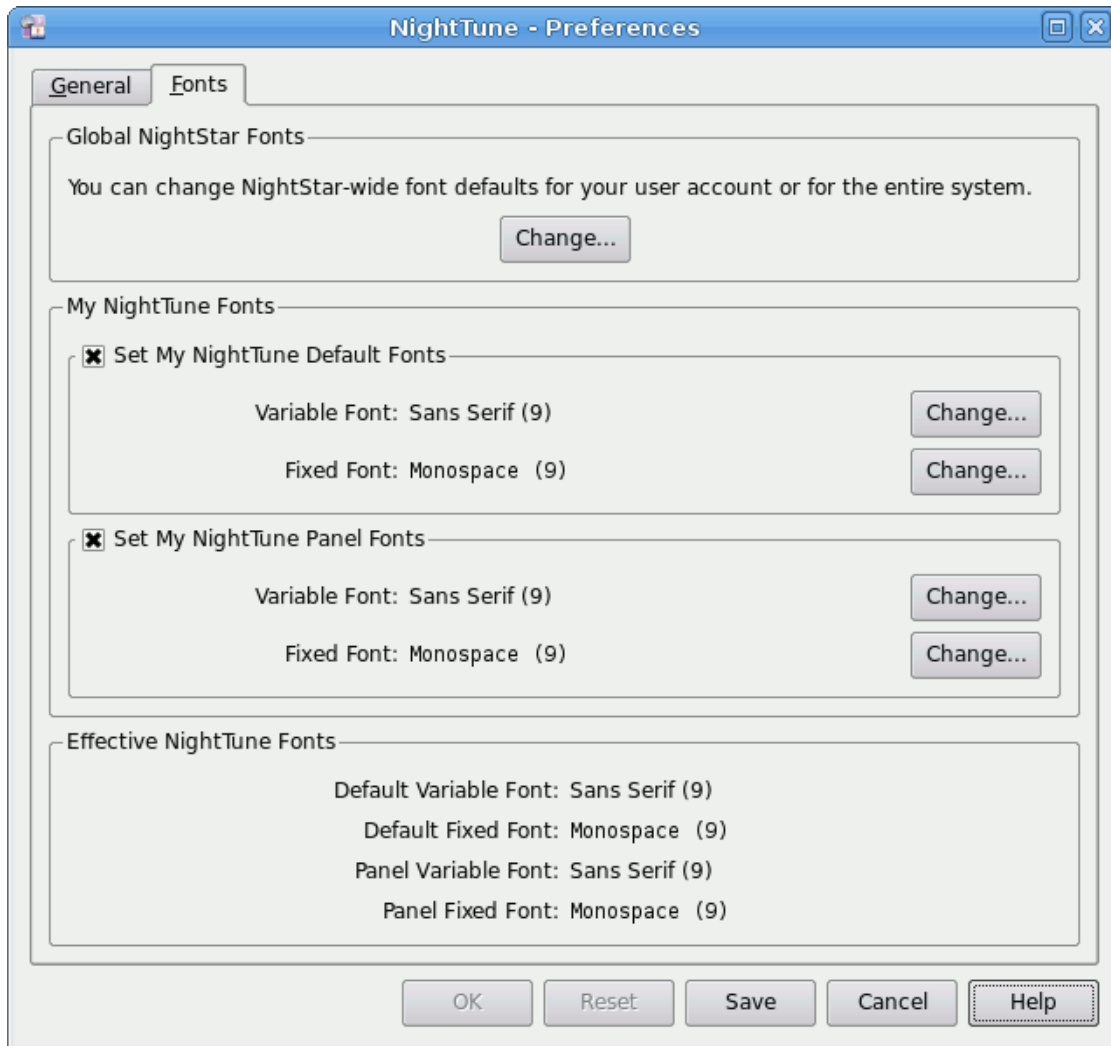 NightTune - Preferences
General Fonts
Global NightStar Fonts
You can change NightStar-wide font defaults for your user account or for the entire system.
Change...
My NightTune Fonts
Set My NightTune Default Fonts
Variable Font: Sans Serif (9) Change...
Fixed Font: Monospace (9) Change...
Set My NightTune Panel Fonts
Variable Font: Sans Serif (9) Change...
Fixed Font: Monospace (9) Change...
Effective NightTune Fonts
Default Variable Font: Sans Serif (9)
Default Fixed Font: Monospace (9)
Panel Variable Font: Sans Serif (9)
Panel Fixed Font: Monospace (9)
OK Reset Save Cancel Help